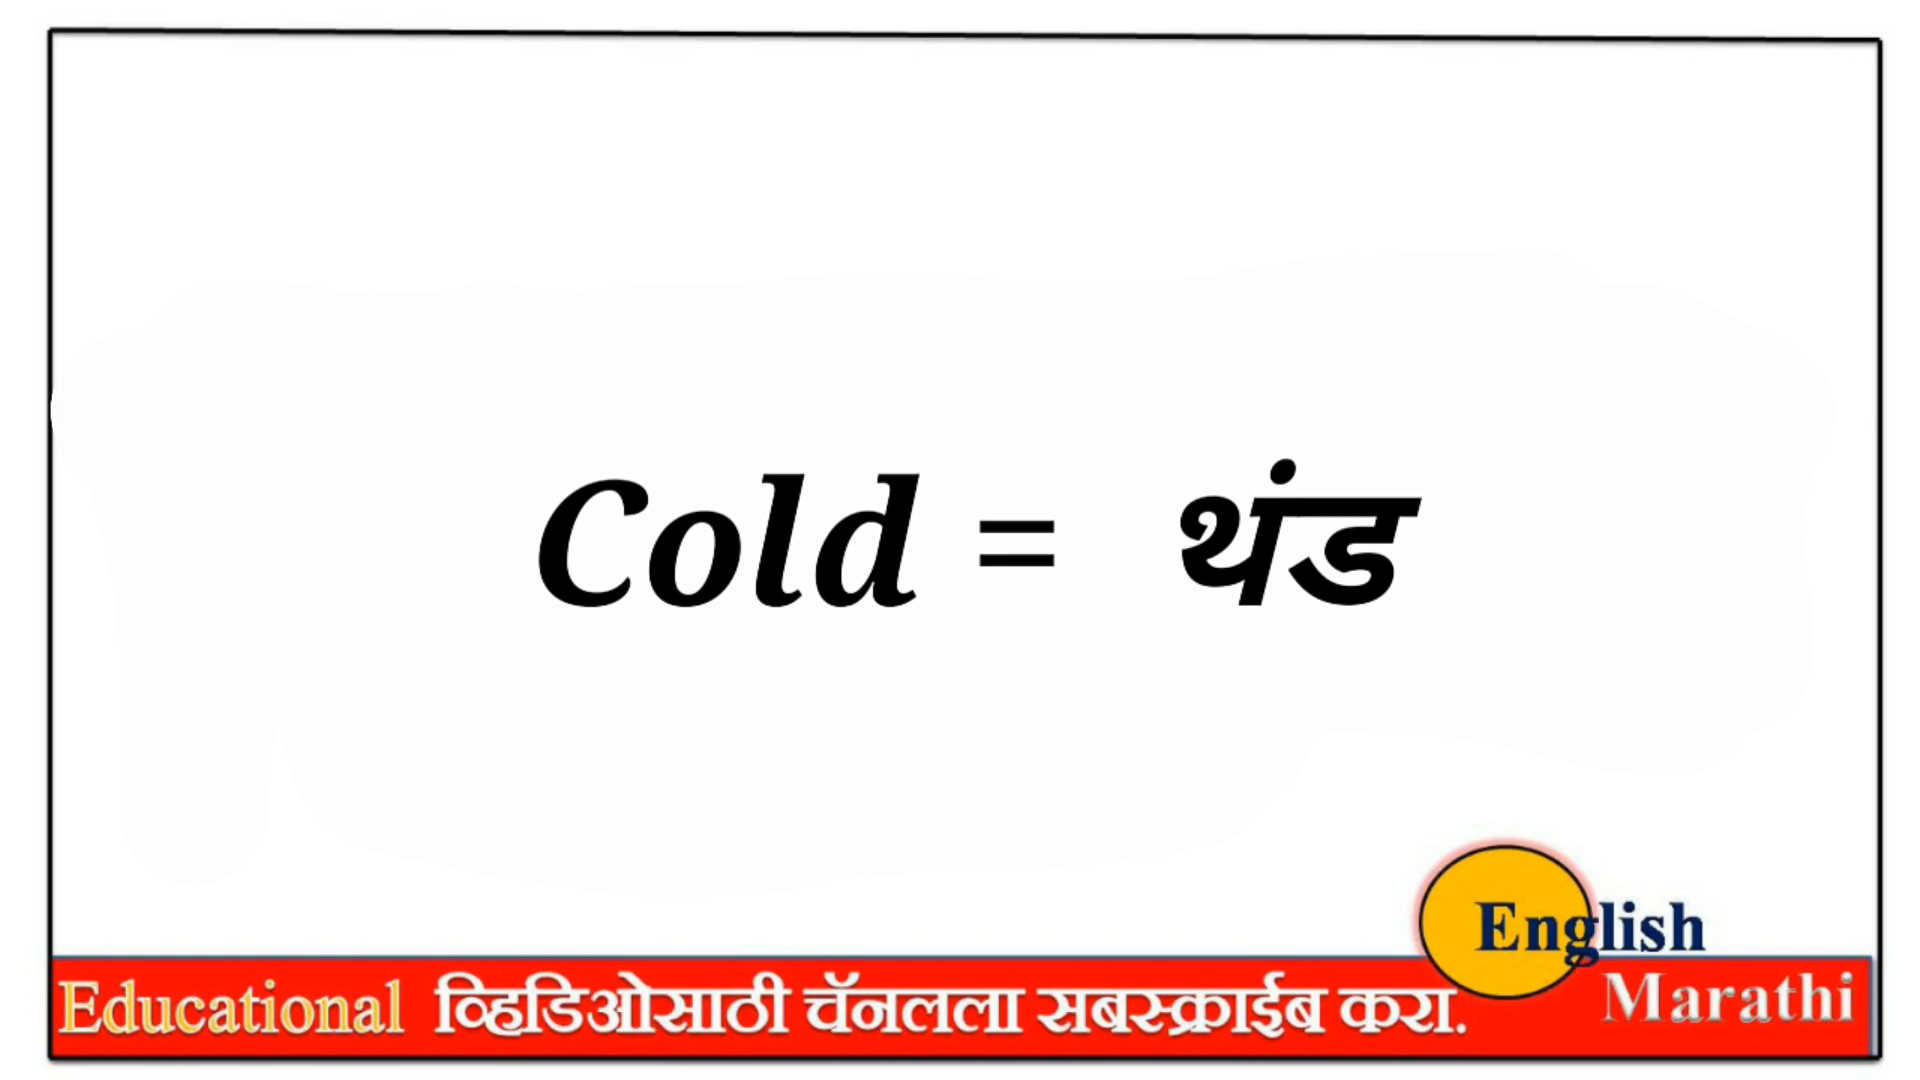 Cold = थंड
English
Educational व्हिडिओसाठी चॅनलला सबस्क्राईब करा.
Marathi